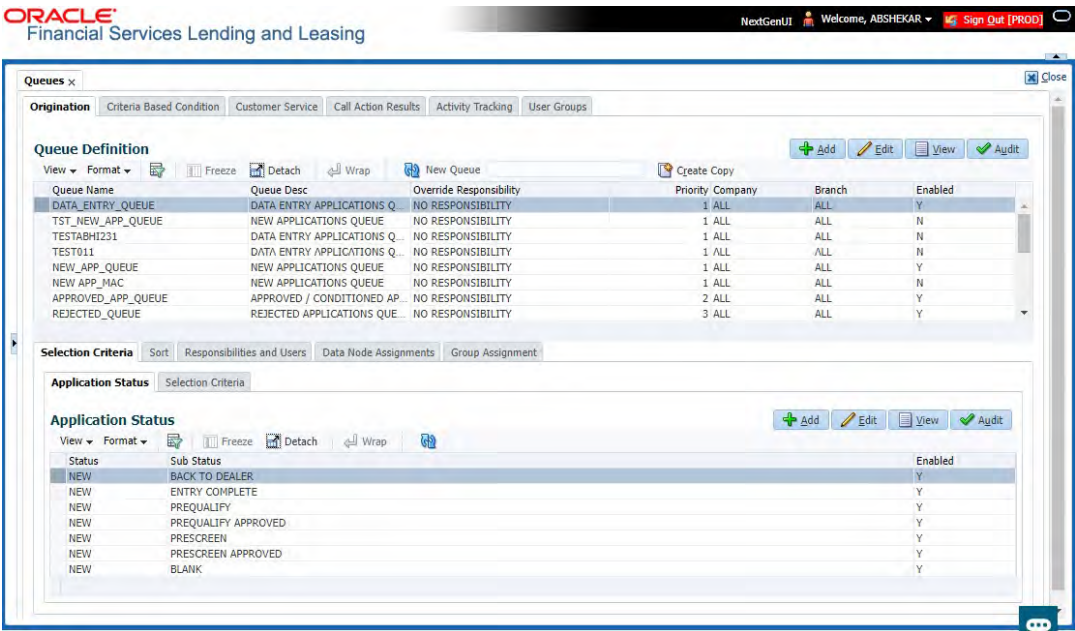 ORACLE
NextGenUI Welcome, ABSHEKAR Sign Out [PROD]
Financial Services Lending and Leasing
Queues x Close
Origination Criteria Based Condition Customer Service Call Action Results Activity Tracking User Groups
Queue Definition Add Edit View Audit
View Format Freeze Detach Wrap New Queue Create Copy
Queue Name Queue Desc Override Responsibility Priority Company Branch Enabled
DATA_ENTRY_QUEUE DATA ENTRY APPLICATIONS Q... NO RESPONSIBILITY 1 ALL ALL Y
TST_NEW_APP_QUEUE NEW APPLICATIONS QUEUE NO RESPONSIBILITY 1 ALL ALL N
TESTABHI231 DATA ENTRY APPLICATIONS Q... NO RESPONSIBILITY 1 ALL ALL N
TEST011 DATA ENTRY APPLICATIONS Q... NO RESPONSIBILITY 1 ALL ALL N
NEW_APP_QUEUE NEW APPLICATIONS QUEUE NO RESPONSIBILITY 1 ALL ALL Y
NEW APP_MAC NEW APPLICATIONS QUEUE NO RESPONSIBILITY 1 ALL ALL N
APPROVED_APP_QUEUE APPROVED / CONDITIONED AP... NO RESPONSIBILITY 2 ALL ALL Y
REJECTED_QUEUE REJECTED APPLICATIONS QUE... NO RESPONSIBILITY 3 ALL ALL Y
Selection Criteria Sort Responsibilities and Users Data Node Assignments Group Assignment
Application Status Selection Criteria
Application Status Add Edit View Audit
View Format Freeze Detach Wrap
Status Sub Status Enabled
NEW BACK TO DEALER Y
NEW ENTRY COMPLETE Y
NEW PREQUALIFY Y
NEW PREQUALIFY APPROVED Y
NEW PRESCREEN Y
NEW PRESCREEN APPROVED Y
NEW BLANK Y